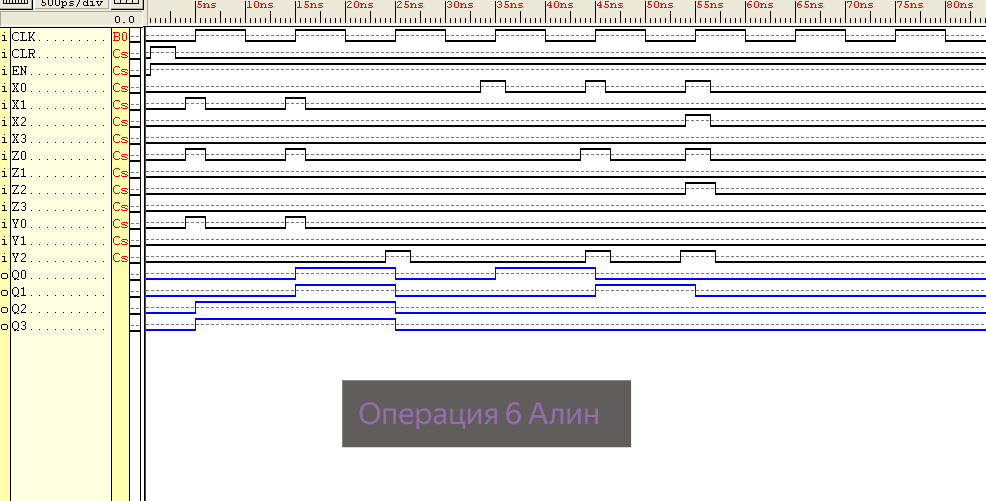 500ps/div
5ns 10ns 15ns 20ns 25ns 30ns 35ns 40ns 45ns 50ns 55ns 60ns 65ns 70ns 75ns 80ns
0.0
i CLK........... B0
i CLR........... Cs
i EN............ Cs
i X0............ Cs
i X1............ Cs
i X2............ Cs
i X3............ Cs
i Z0............ Cs
i Z1............ Cs
i Z2............ Cs
i Z3............ Cs
i Y0............ Cs
i Y1............ Cs
i Y2............ Cs
o Q0............
o Q1............
o Q2............
o Q3............
Операция 6 Алин